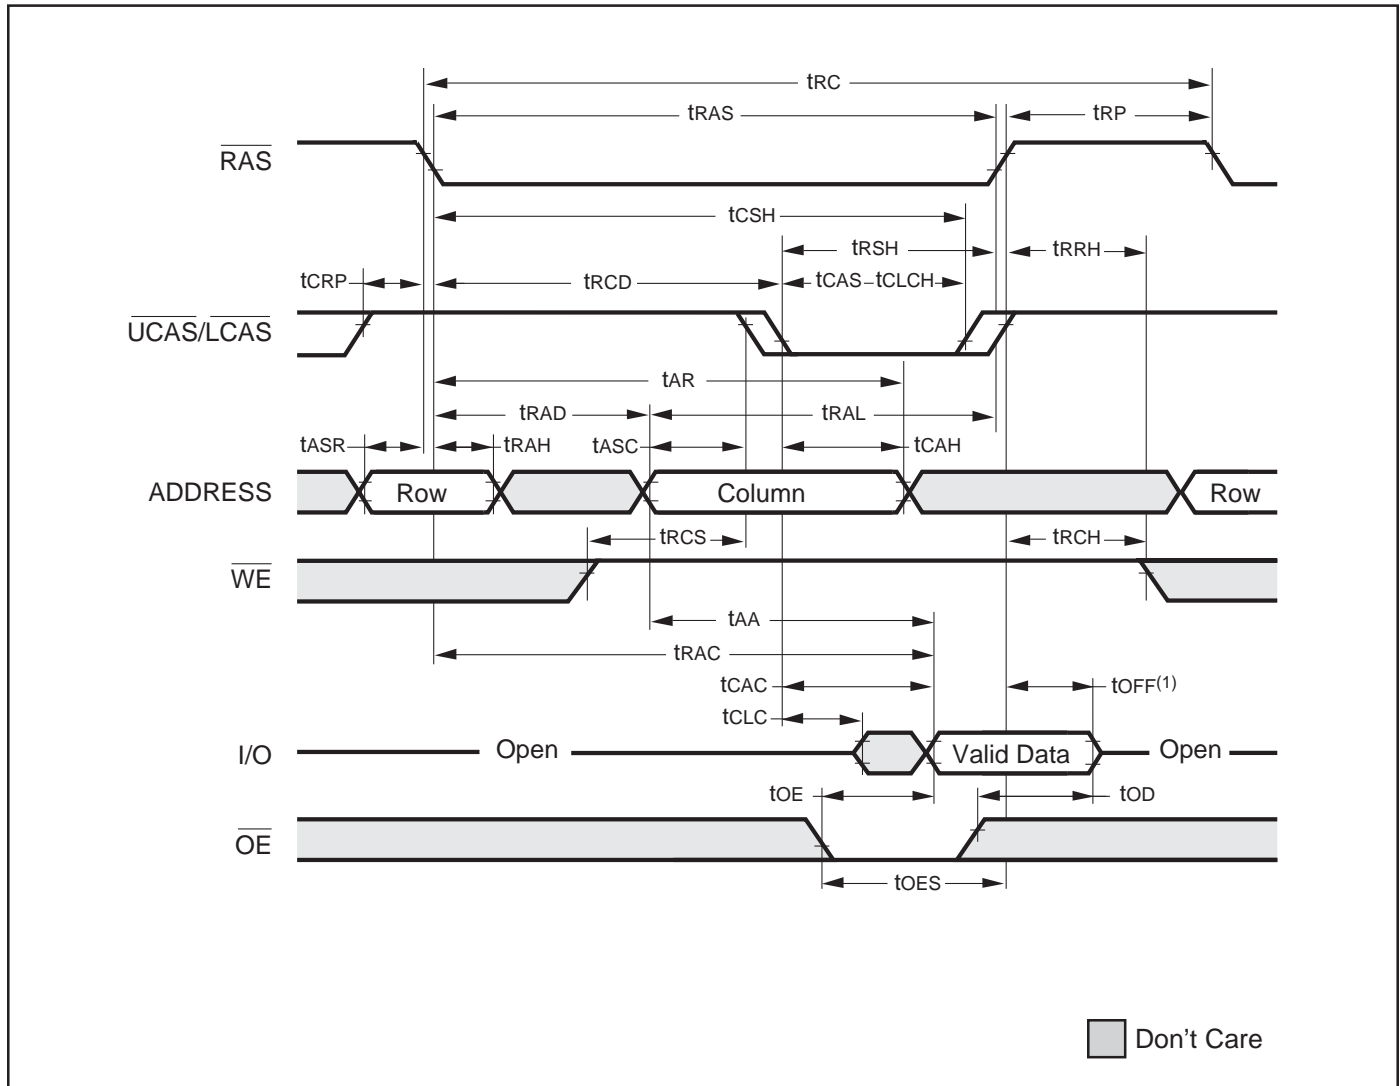 tRC
tRAS tRP
RAS
tCSH
tRSH tRRH
tCRP tRCD tCAS tCLCH
UCAS/LCAS
tAR
tRAD tRAL
tASR tRAH tASC tCAH
ADDRESS Row Column Row
tRCS tRCH
WE
tAA
tRAC
tCAC tOFF(1)
tCLC
I/O Open Valid Data Open
tOE tOD
OE
tOES
Don't Care